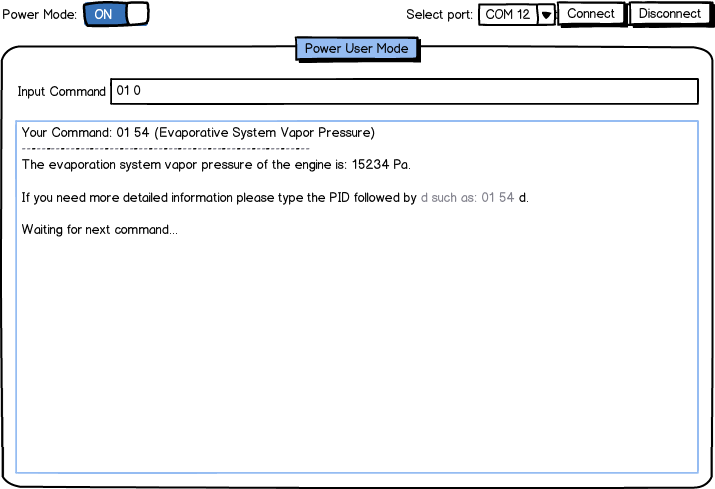 Power Mode: ON Select port: COM 12 Connect Disconnect
Power User Mode
Input Command 01 0
Your Command: 01 54 (Evaporative System Vapor Pressure)
--------------------------------------------------------
The evaporation system vapor pressure of the engine is: 15234 Pa.
If you need more detailed information please type the PID followed by d such as: 01 54 d.
Waiting for next command...